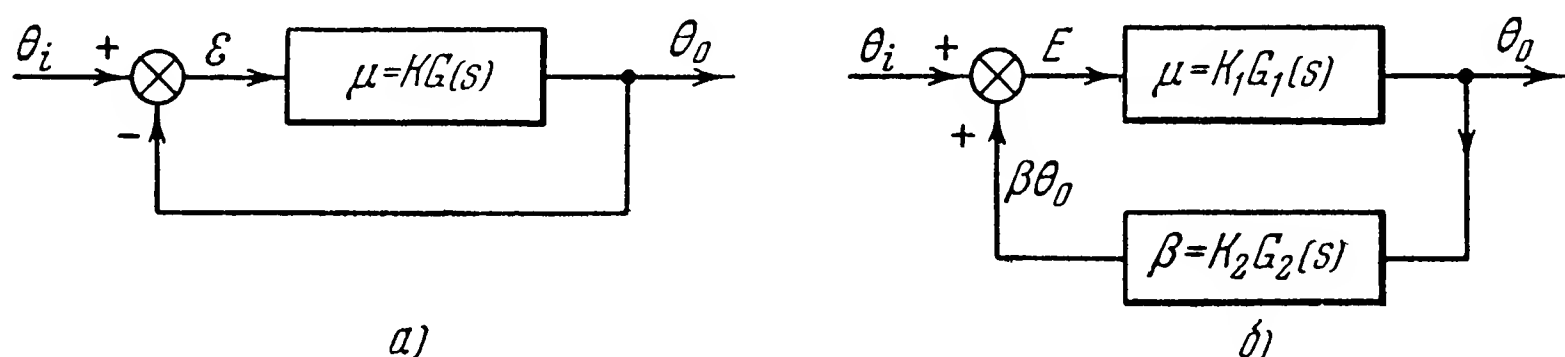 θi + ε μ=KG(s) θ0
−
а)
θi + E μ=K1G1(s) θ0
+
βθ0
β=K2G2(s)
б)